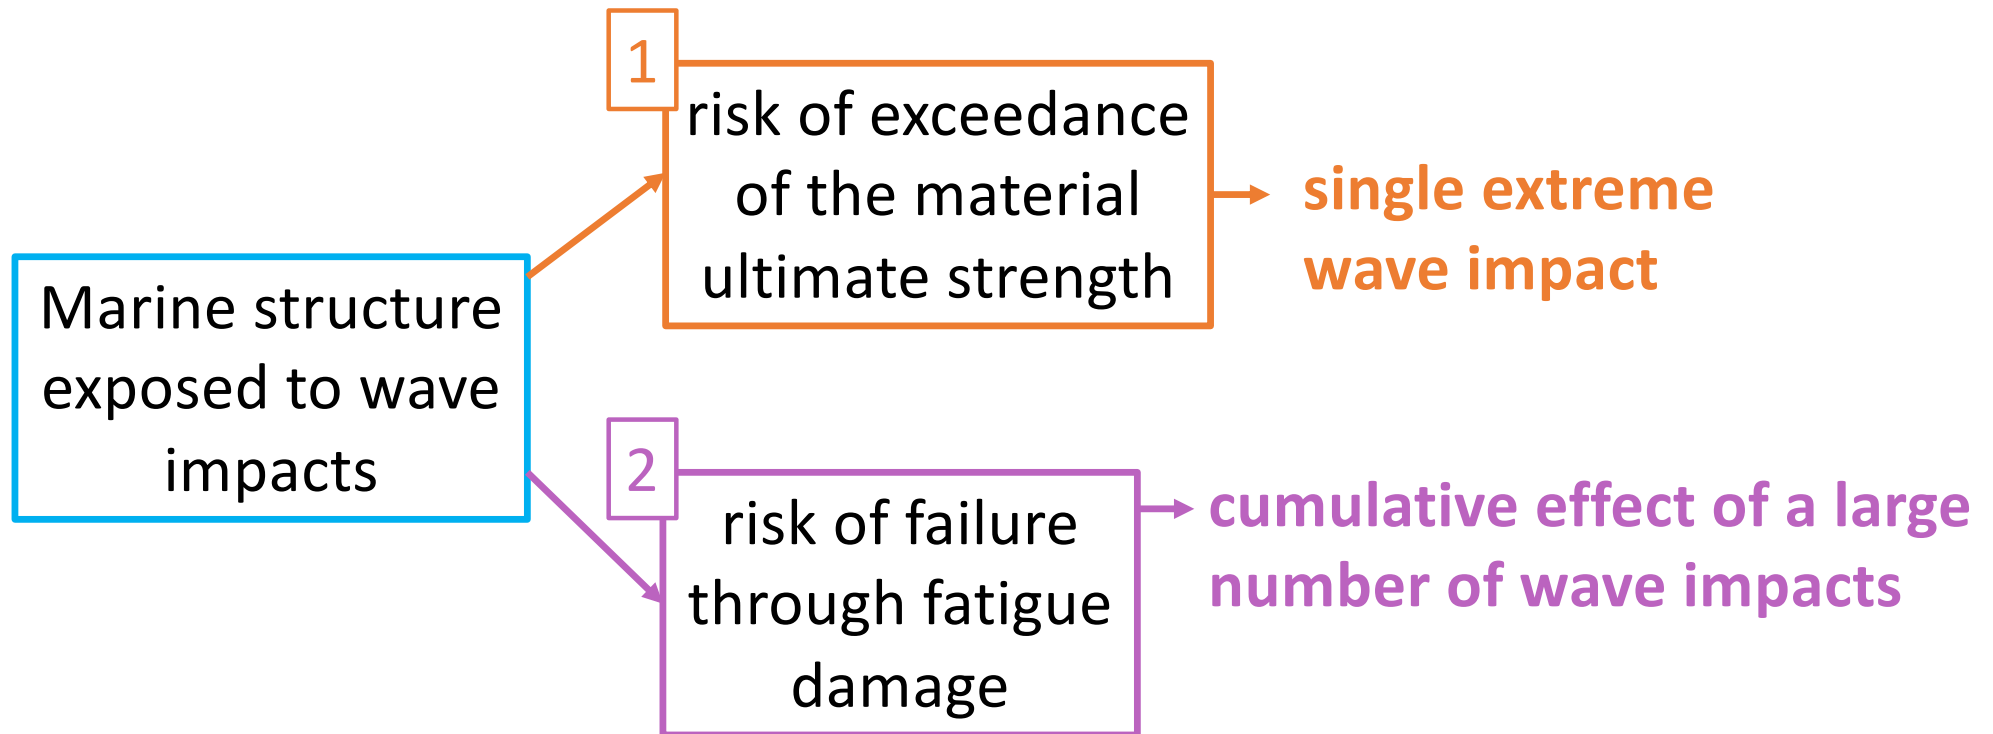 Marine structure
exposed to wave
impacts
1
risk of exceedance
of the material
ultimate strength
single extreme
wave impact
2
risk of failure
through fatigue
damage
cumulative effect of a large
number of wave impacts